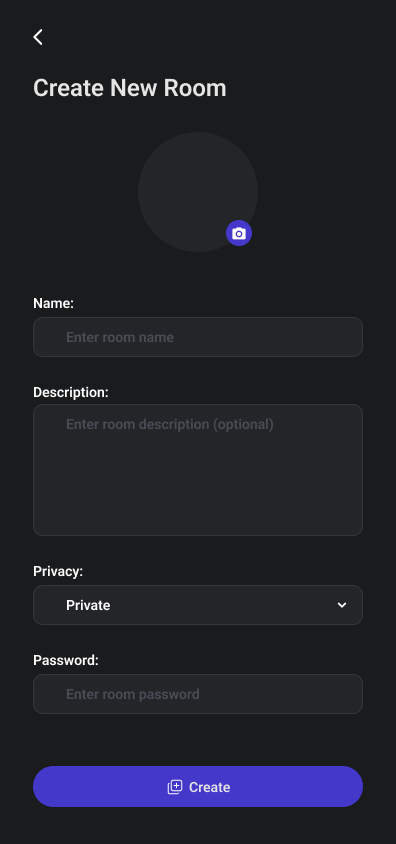 Create New Room
Name:
Enter room name
Description:
Enter room description (optional)
Privacy:
Private
Password:
Enter room password
Create